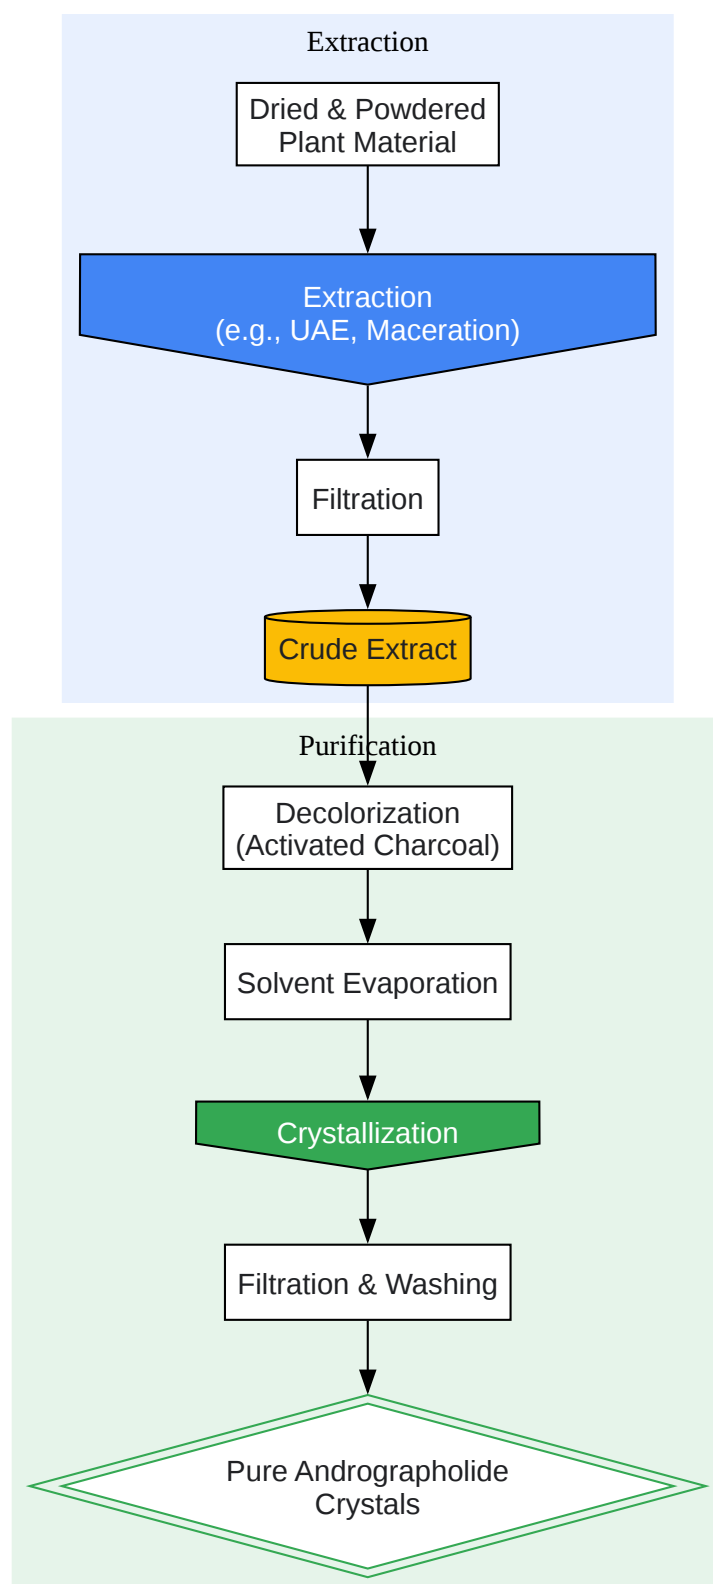 Extraction
Dried & Powdered
Plant Material
Extraction
(e.g., UAE, Maceration)
Filtration
Crude Extract
Purification
Decolorization
(Activated Charcoal)
Solvent Evaporation
Crystallization
Filtration & Washing
Pure Andrographolide
Crystals